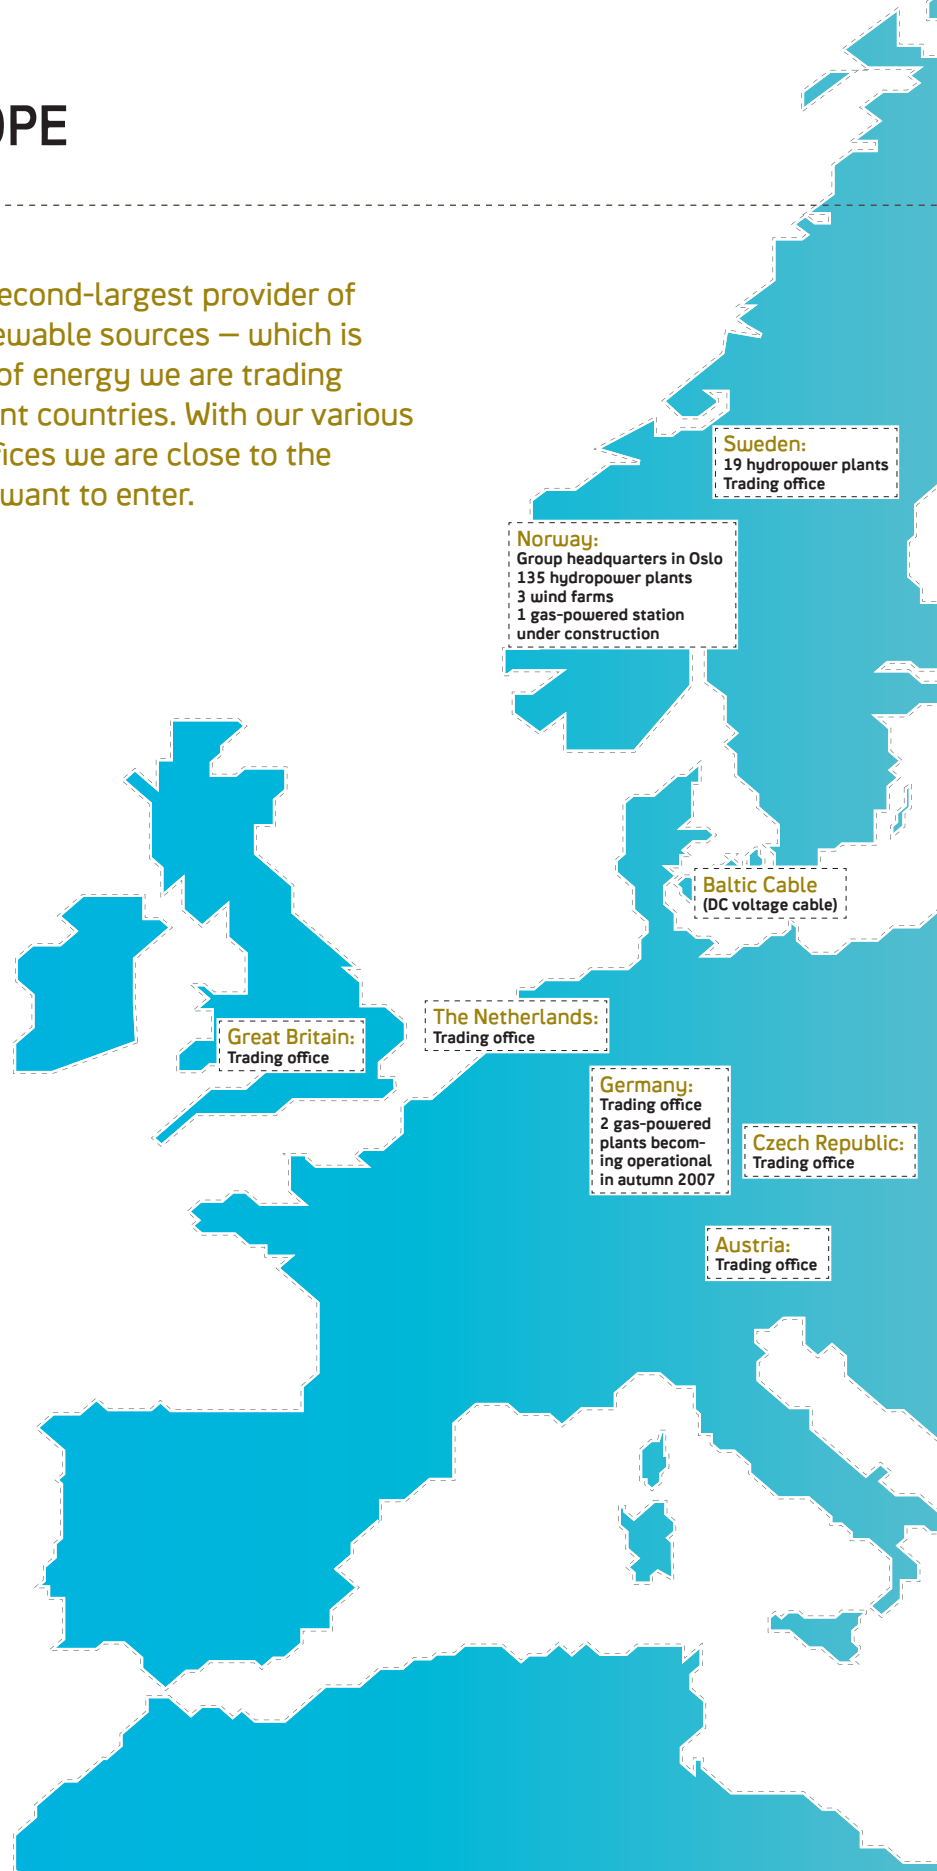 OPE
econd-largest provider of
ewable sources — which is
of energy we are trading
nt countries. With our various
fices we are close to the
want to enter.
Sweden:
19 hydropower plants
Trading office
Norway:
Group headquarters in Oslo
135 hydropower plants
3 wind farms
1 gas-powered station
under construction
Baltic Cable
(DC voltage cable)
The Netherlands:
Trading office
Great Britain:
Trading office
Germany:
Trading office
2 gas-powered
plants becom-
ing operational
in autumn 2007
Czech Republic:
Trading office
Austria:
Trading office